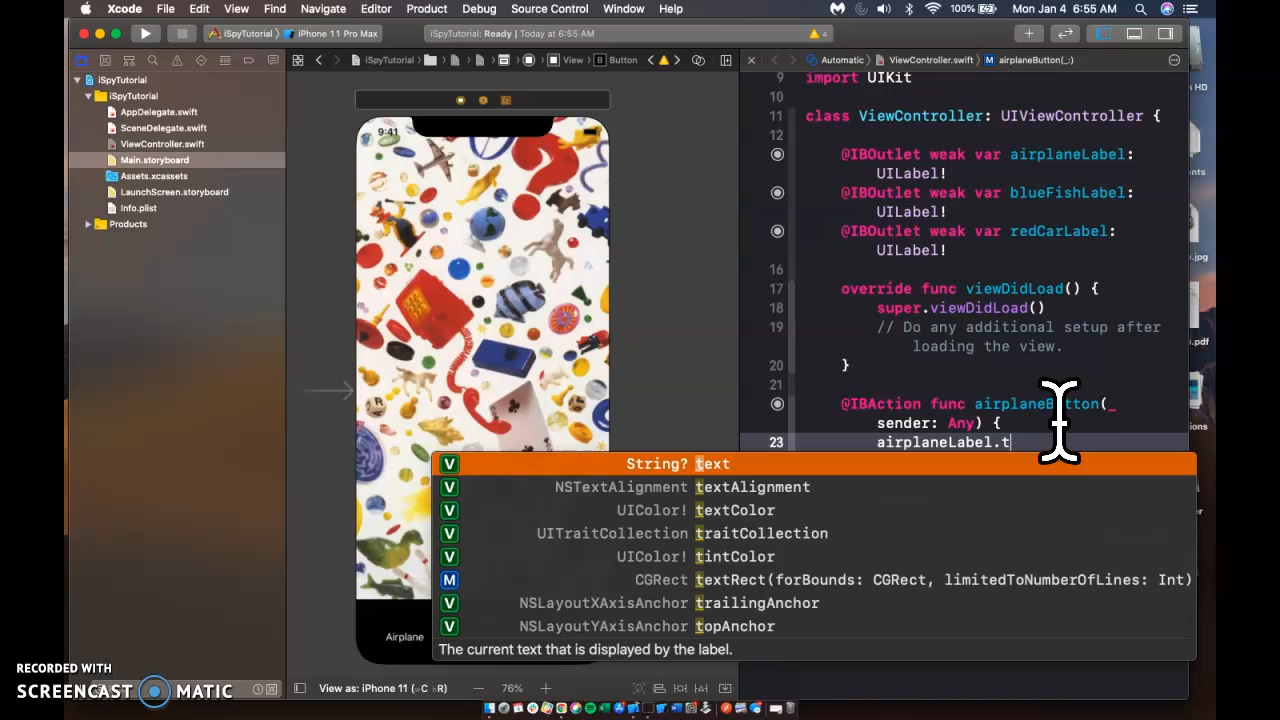 Xcode File Edit View Find Navigate Editor Product Debug Source Control Window Help 100% Mon Jan 4 6:55 AM
iSpyTutorial iPhone 11 Pro Max iSpyTutorial: Ready | Today at 6:55 AM 4
iSpyTutorial View B Button Automatic ViewController.swift M airplaneButton(_:)
iSpyTutorial
iSpyTutorial
AppDelegate.swift
SceneDelegate.swift
ViewController.swift
Main.storyboard
Assets.xcassets
LaunchScreen.storyboard
Info.plist
Products
9:41
Airplane
9 import UIKit
10
11 class ViewController: UIViewController {
12
@IBOutlet weak var airplaneLabel:
UILabel!
@IBOutlet weak var blueFishLabel:
UILabel!
@IBOutlet weak var redCarLabel:
UILabel!
16
17 override func viewDidLoad() {
18 super.viewDidLoad()
19 // Do any additional setup after
loading the view.
20 }
21
@IBAction func airplaneButton(_
sender: Any) {
23 airplaneLabel.t
V String? text
V NSTextAlignment textAlignment
V UIColor! textColor
V UITraitCollection traitCollection
V UIColor! tintColor
M CGRect textRect(forBounds: CGRect, limitedToNumberOfLines: Int)
V NSLayoutXAxisAnchor trailingAnchor
V NSLayoutYAxisAnchor topAnchor
The current text that is displayed by the label.
View as: iPhone 11 (wC hR) 76%
RECORDED WITH
SCREENCAST MATIC
HD
.jpg
.pdf